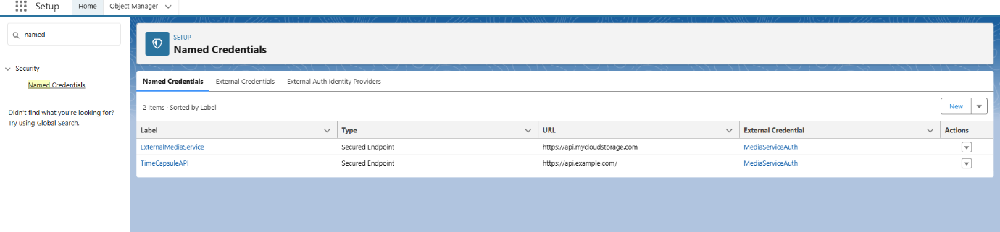 Setup
Home
Object Manager
named
Security
Named Credentials
Didn't find what you're looking for?
Try using Global Search.
SETUP
Named Credentials
Named Credentials
External Credentials
External Auth Identity Providers
2 Items · Sorted by Label
New
Label
Type
URL
External Credential
Actions
ExternalMediaService
Secured Endpoint
https://api.mycloudstorage.com
MediaServiceAuth
TimeCapsuleAPI
Secured Endpoint
https://api.example.com/
MediaServiceAuth